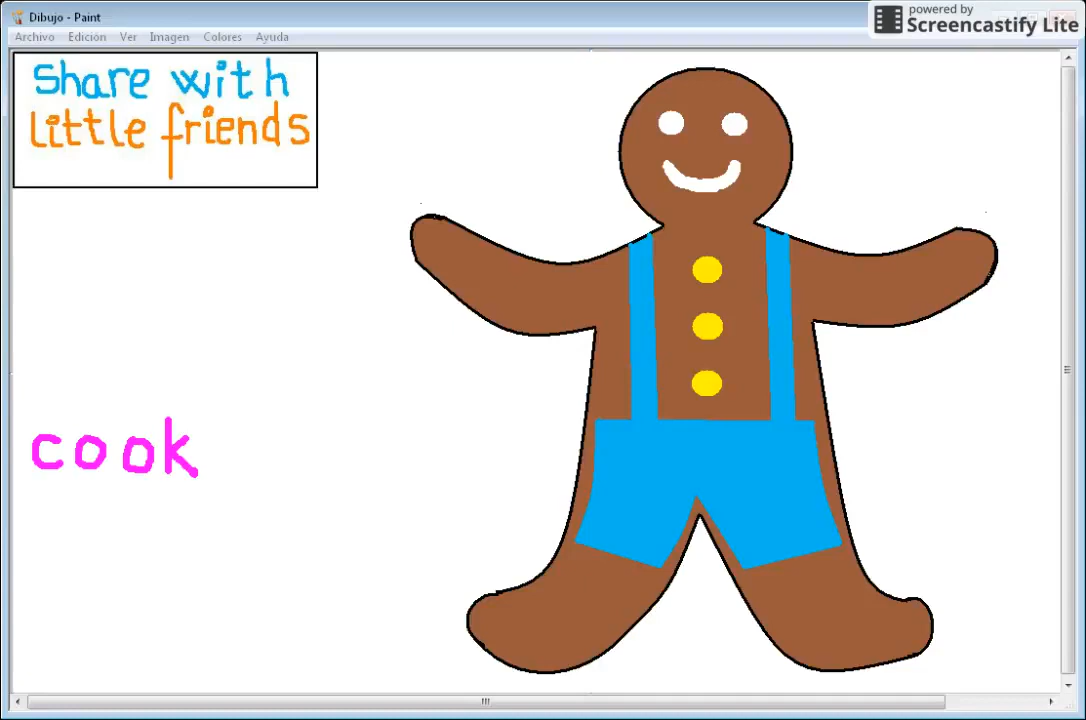 Dibujo - Paint
powered by
Screencastify Lite
Archivo Edición Ver Imagen Colores Ayuda
Share with
little friends
cook